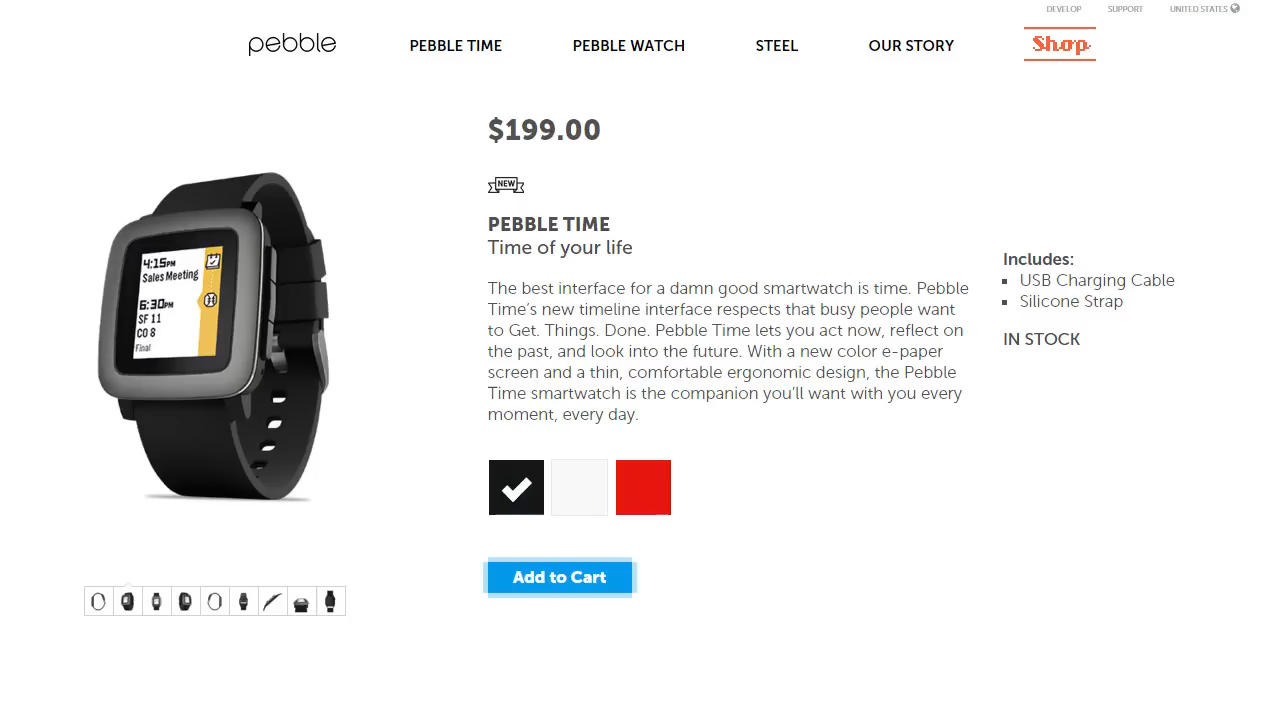 DEVELOP SUPPORT UNITED STATES
pebble PEBBLE TIME PEBBLE WATCH STEEL OUR STORY Shop
$199.00
NEW
PEBBLE TIME
Time of your life
The best interface for a damn good smartwatch is time. Pebble
Time’s new timeline interface respects that busy people want
to Get. Things. Done. Pebble Time lets you act now, reflect on
the past, and look into the future. With a new color e-paper
screen and a thin, comfortable ergonomic design, the Pebble
Time smartwatch is the companion you’ll want with you every
moment, every day.
Includes:
USB Charging Cable
Silicone Strap
IN STOCK
4:15PM
Sales Meeting
6:30PM
SF 11
CO 8
Final
Add to Cart